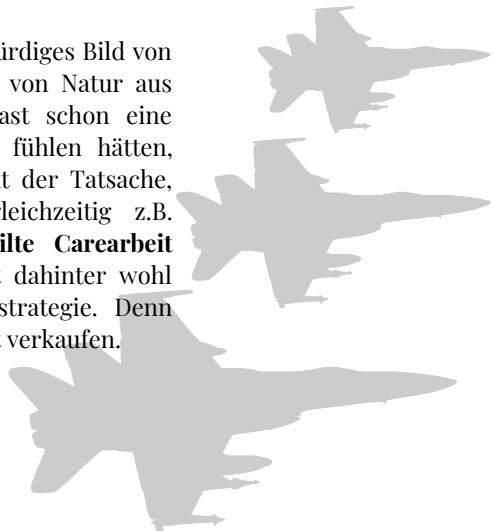 ürdiges Bild von
von Natur aus
ast schon eine
fühlen hätten,
t der Tatsache,
leichzeitig z.B.
ilte Carearbeit
dahinter wohl
strategie. Denn
verkaufen.